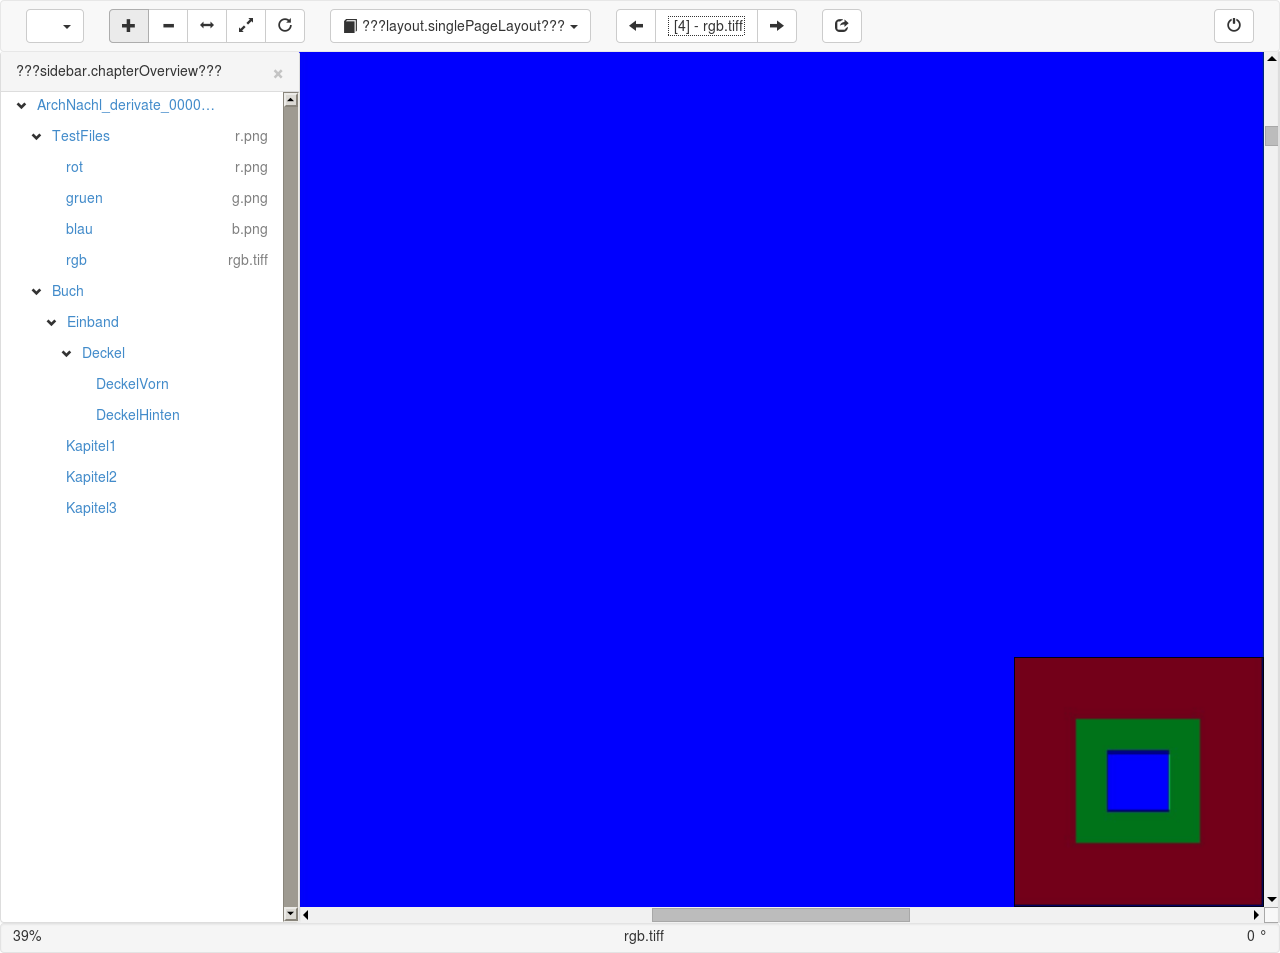 ???layout.singlePageLayout???
[4] - rgb.tiff
???sidebar.chapterOverview??? ×
ArchNachl_derivate_0000...
TestFiles r.png
rot r.png
gruen g.png
blau b.png
rgb rgb.tiff
Buch
Einband
Deckel
DeckelVorn
DeckelHinten
Kapitel1
Kapitel2
Kapitel3
39% rgb.tiff 0 °